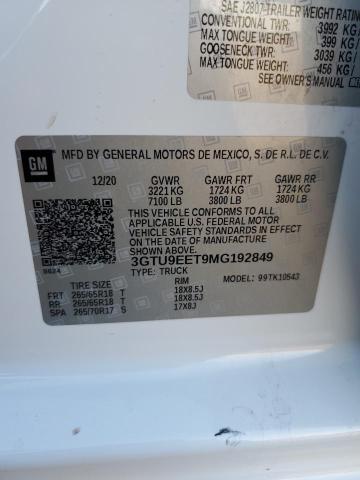 SAE J2807 TRAILER WEIGHT RATING
CONVENTIONAL TWR: 3992 KG
MAX TONGUE WEIGHT: 399 KG
GOOSENECK TWR: 3039 KG
MAX TONGUE WEIGHT: 456 KG
SEE OWNER'S MANUAL
GM
MFD BY GENERAL MOTORS DE MEXICO, S. DE R.L. DE C.V.
12/20 GVWR GAWR FRT GAWR RR
3221 KG 1724 KG 1724 KG
7100 LB 3800 LB 3800 LB
THIS VEHICLE CONFORMS TO ALL
APPLICABLE U.S. FEDERAL MOTOR
VEHICLE SAFETY STANDARDS IN EFFECT
ON THE DATE OF MANUFACTURE
SHOWN ABOVE.
3GTU9EET9MG192849
TYPE: TRUCK MODEL: 99TK10543
TIRE SIZE RIM
FRT 265/65R18 T 18X8.5J
RR 265/65R18 T 18X8.5J
SPA 265/70R17 S 17X8J